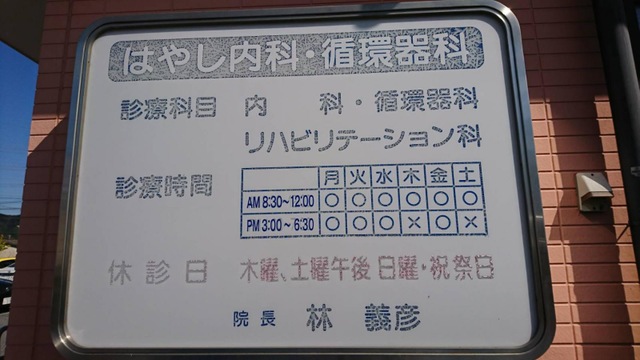 はやし内科・循環器科
診療科目 内 科・循環器科
リハビリテーション科
診療時間 月 火 水 木 金 土
AM 8:30~12:00 ○ ○ ○ ○ ○ ○
PM 3:00~6:30 ○ ○ ○ × ○ ×
休診日 木曜、土曜午後 日曜・祝祭日
院長 林 義彦